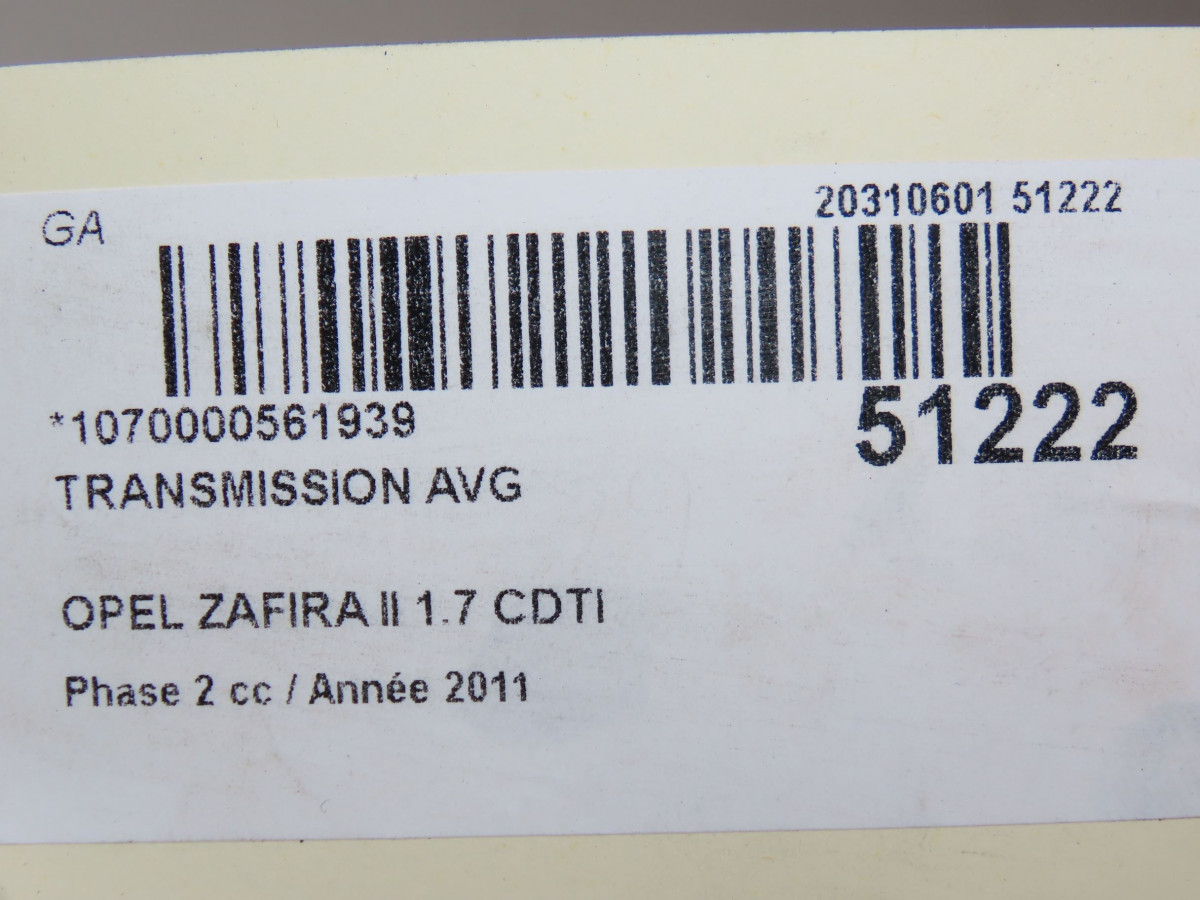 GA
20310601 51222
*1070000561939
51222
TRANSMISSION AVG
OPEL ZAFIRA II 1.7 CDTI
Phase 2 cc / Année 2011